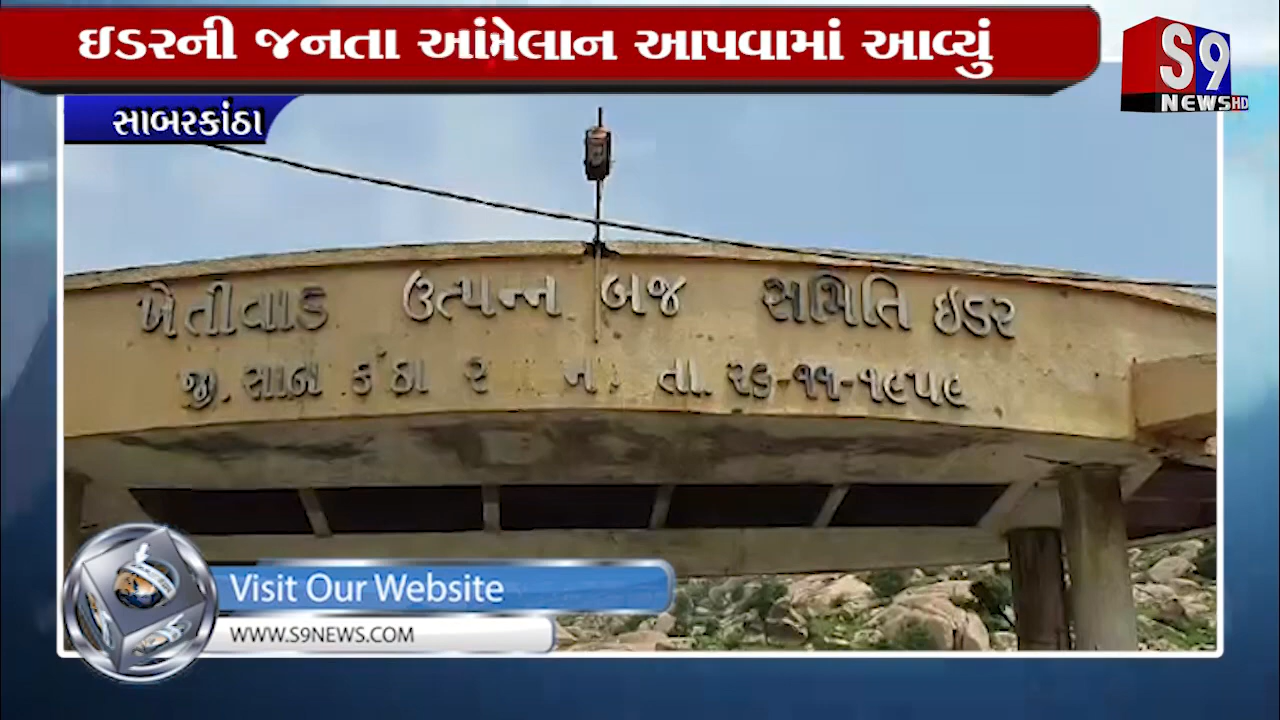 ઇડરની જનતા આંમેલાન આપવામાં આવ્યું
S9
NEWS HD
સાબરકાંઠા
ખેતીવાડ ઉત્પન્ન બજ સમિતિ ઇડર
જી. સાબ કંઠા ર ન તા. ૨૬-૧૧-૧૯૫૯
Visit Our Website
WWW.S9NEWS.COM